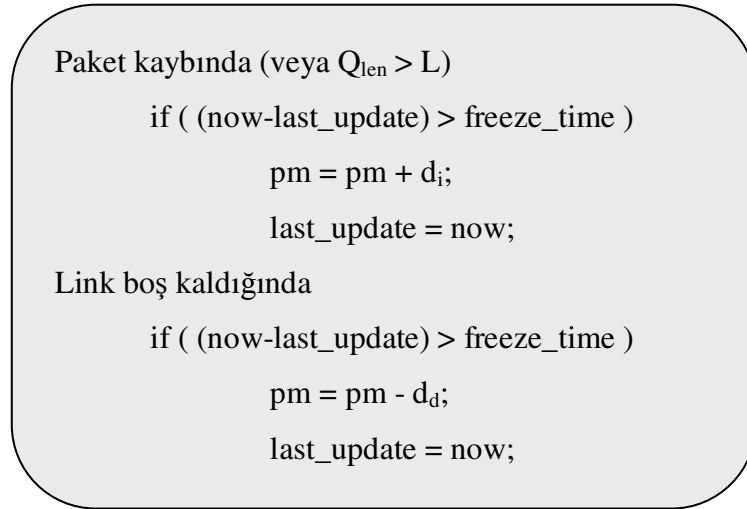 Paket kaybında (veya Qlen > L)
if ( (now-last_update) > freeze_time )
pm = pm + di;
last_update = now;
Link boş kaldığında
if ( (now-last_update) > freeze_time )
pm = pm - dd;
last_update = now;